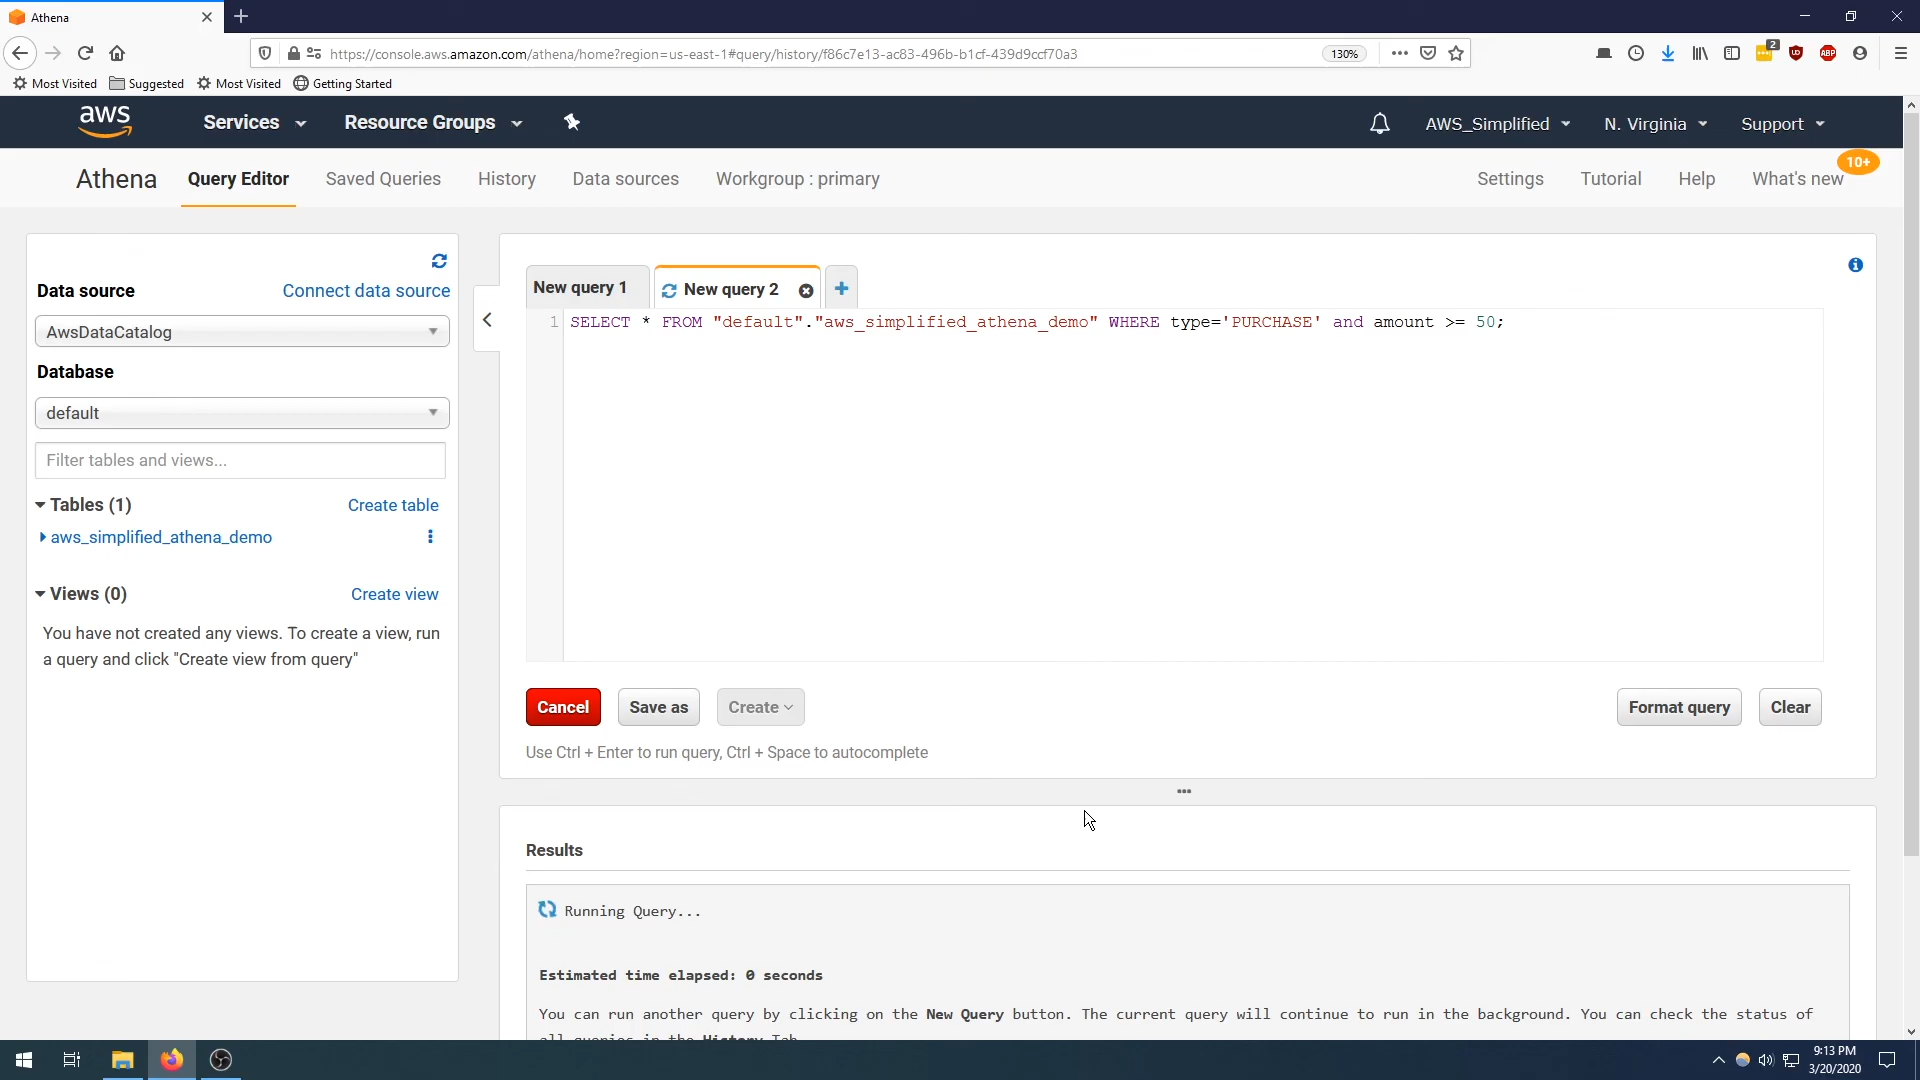 Athena
https://console.aws.amazon.com/athena/home?region=us-east-1#query/history/f86c7e13-ac83-496b-b1cf-439d9ccf70a3
130%
2
ABP
Most Visited
Suggested
Most Visited
Getting Started
aws
Services
Resource Groups
AWS_Simplified
N. Virginia
Support
Athena
Query Editor
Saved Queries
History
Data sources
Workgroup : primary
Settings
Tutorial
Help
What's new
10+
Data source
Connect data source
AwsDataCatalog
Database
default
Filter tables and views...
Tables (1)
Create table
aws_simplified_athena_demo
Views (0)
Create view
You have not created any views. To create a view, run
a query and click "Create view from query"
New query 1
New query 2
1 SELECT * FROM "default"."aws_simplified_athena_demo" WHERE type='PURCHASE' and amount >= 50;
Cancel
Save as
Create
Format query
Clear
Use Ctrl + Enter to run query, Ctrl + Space to autocomplete
Results
Running Query...
Estimated time elapsed: 0 seconds
You can run another query by clicking on the New Query button. The current query will continue to run in the background. You can check the status of
all queries in the History Tab
9:13 PM
3/20/2020